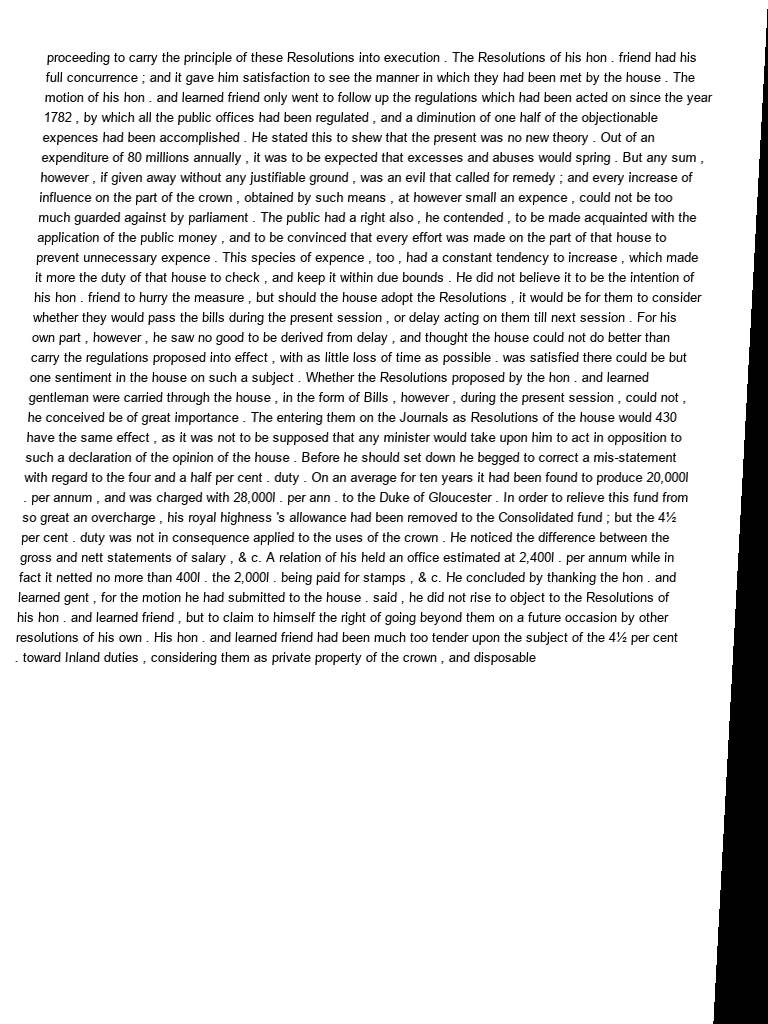 proceeding to carry the principle of these Resolutions into execution . The Resolutions of his hon . friend had his
full concurrence ; and it gave him satisfaction to see the manner in which they had been met by the house . The
motion of his hon . and learned friend only went to follow up the regulations which had been acted on since the year
1782 , by which all the public offices had been regulated , and a diminution of one half of the objectionable
expences had been accomplished . He stated this to shew that the present was no new theory . Out of an
expenditure of 80 millions annually , it was to be expected that excesses and abuses would spring . But any sum ,
however , if given away without any justifiable ground , was an evil that called for remedy ; and every increase of
influence on the part of the crown , obtained by such means , at however small an expence , could not be too
much guarded against by parliament . The public had a right also , he contended , to be made acquainted with the
application of the public money , and to be convinced that every effort was made on the part of that house to
prevent unnecessary expence . This species of expence , too , had a constant tendency to increase , which made
it more the duty of that house to check , and keep it within due bounds . He did not believe it to be the intention of
his hon . friend to hurry the measure , but should the house adopt the Resolutions , it would be for them to consider
whether they would pass the bills during the present session , or delay acting on them till next session . For his
own part , however , he saw no good to be derived from delay , and thought the house could not do better than
carry the regulations proposed into effect , with as little loss of time as possible . was satisfied there could be but
one sentiment in the house on such a subject . Whether the Resolutions proposed by the hon . and learned
gentleman were carried through the house , in the form of Bills , however , during the present session , could not ,
he conceived be of great importance . The entering them on the Journals as Resolutions of the house would 430
have the same effect , as it was not to be supposed that any minister would take upon him to act in opposition to
such a declaration of the opinion of the house . Before he should set down he begged to correct a mis-statement
with regard to the four and a half per cent . duty . On an average for ten years it had been found to produce 20,000l
. per annum , and was charged with 28,000l . per ann . to the Duke of Gloucester . In order to relieve this fund from
so great an overcharge , his royal highness 's allowance had been removed to the Consolidated fund ; but the 4½
per cent . duty was not in consequence applied to the uses of the crown . He noticed the difference between the
gross and nett statements of salary , & c. A relation of his held an office estimated at 2,400l . per annum while in
fact it netted no more than 400l . the 2,000l . being paid for stamps , & c. He concluded by thanking the hon . and
learned gent , for the motion he had submitted to the house . said , he did not rise to object to the Resolutions of
his hon . and learned friend , but to claim to himself the right of going beyond them on a future occasion by other
resolutions of his own . His hon . and learned friend had been much too tender upon the subject of the 4½ per cent
. toward Inland duties , considering them as private property of the crown , and disposable